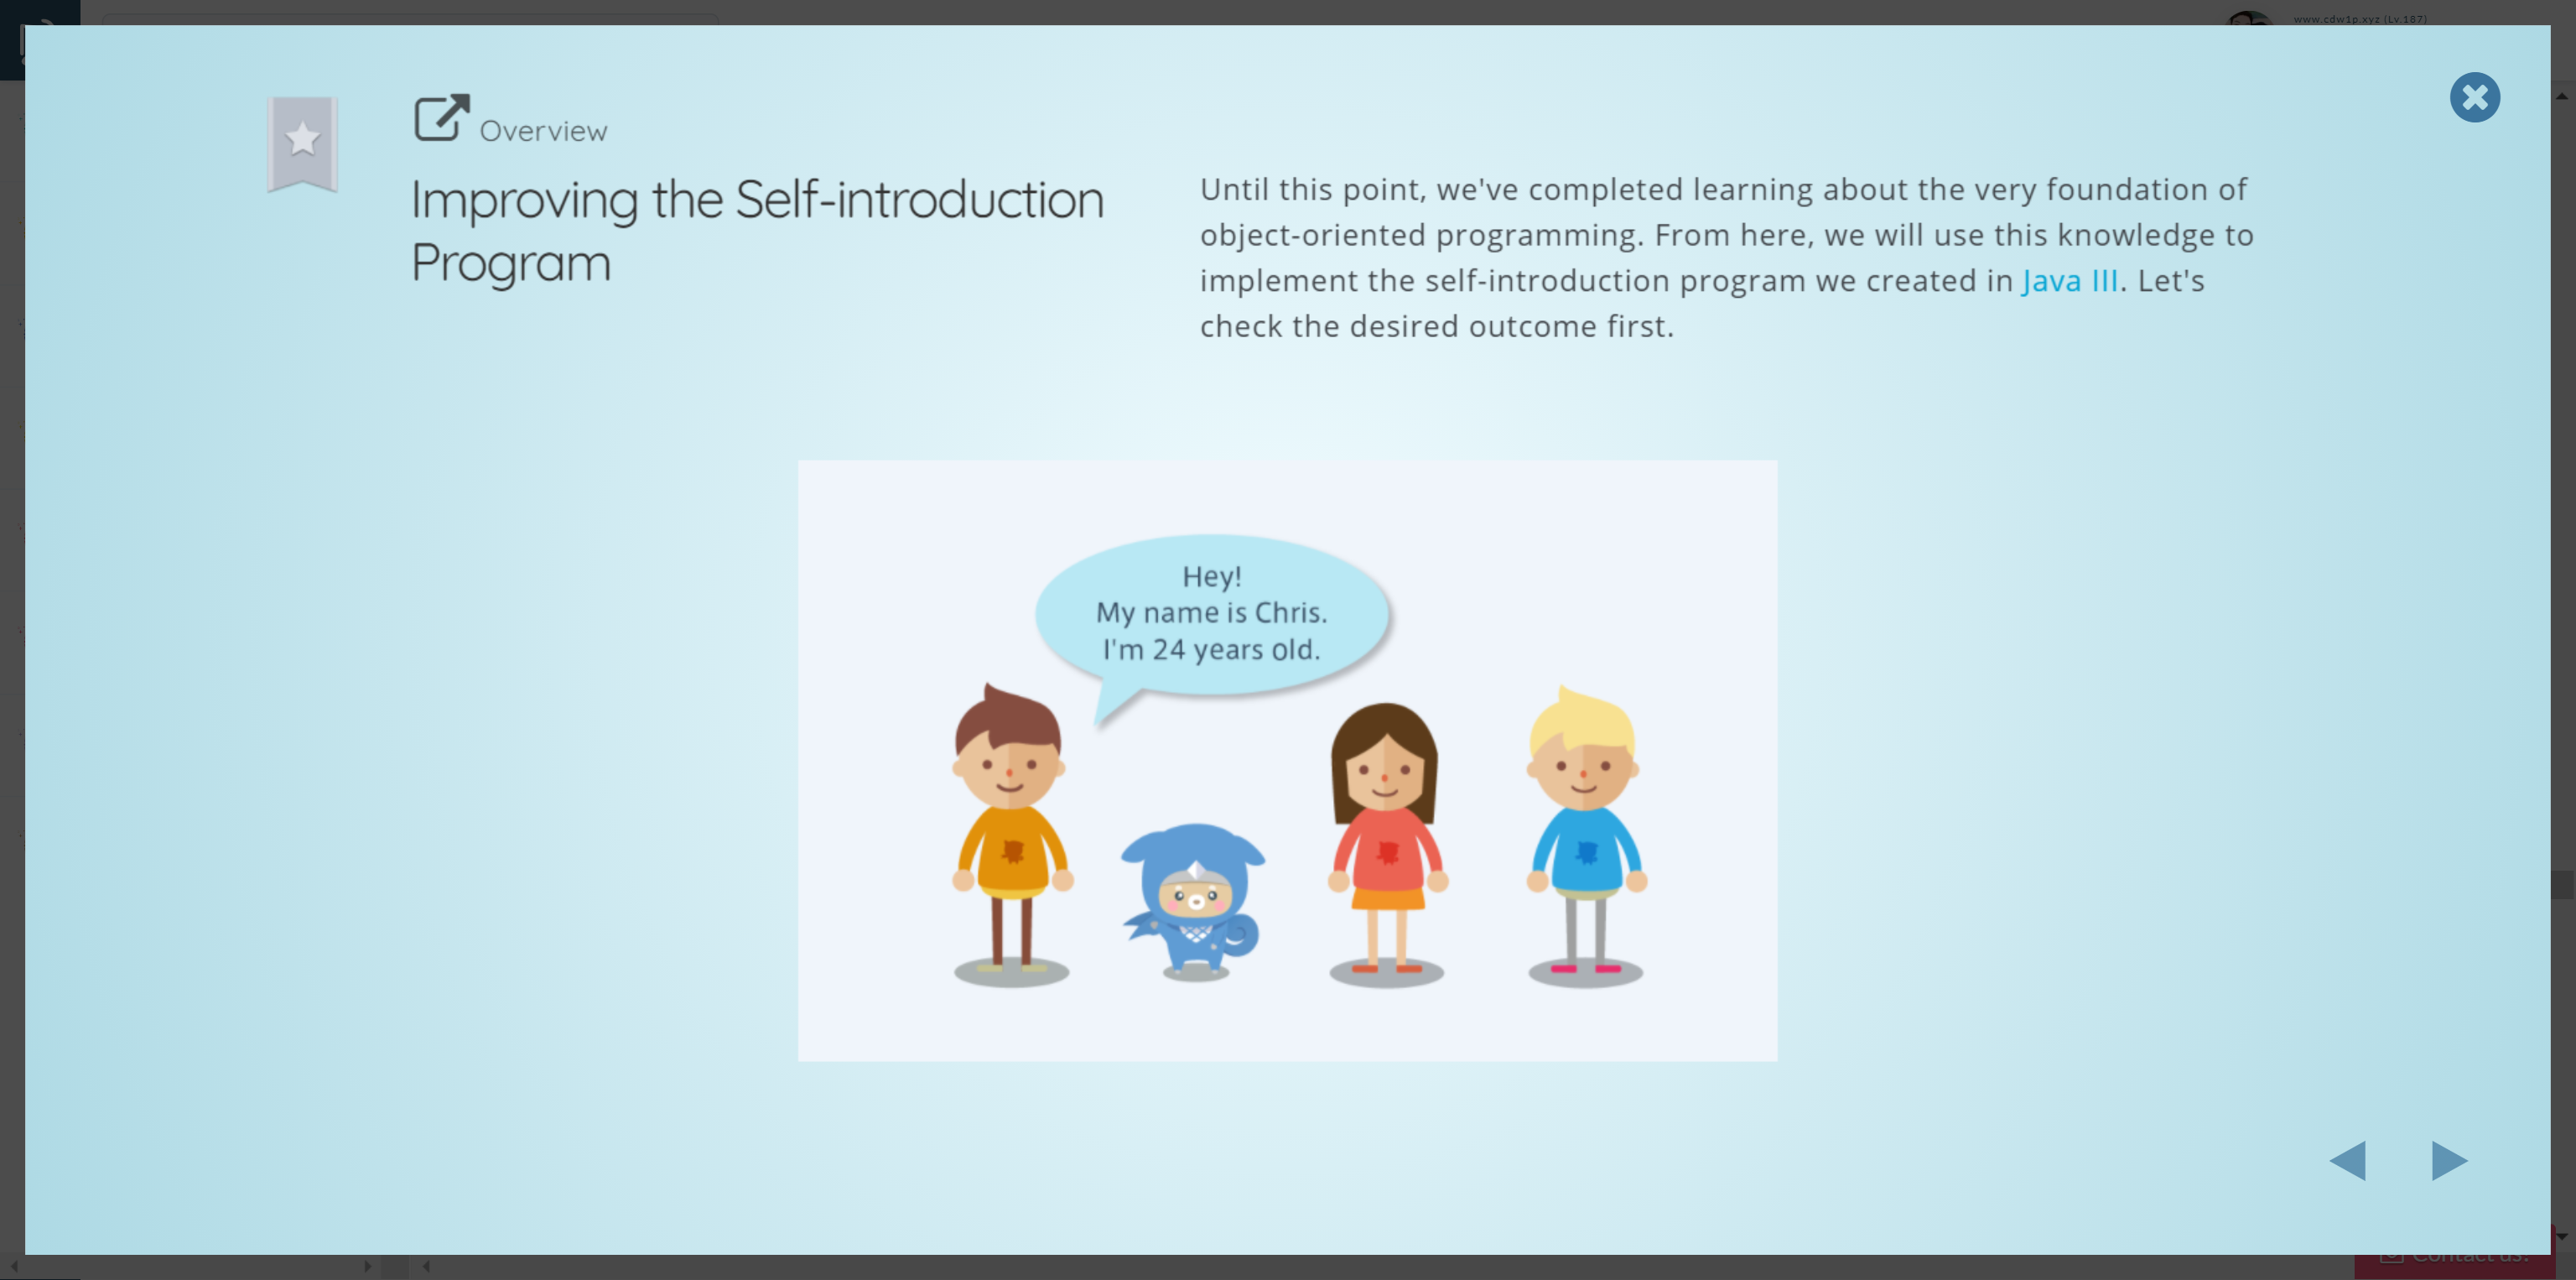 www.cdw1p.xyz (Lv.187)
Overview
Improving the Self-introduction
Program
Until this point, we've completed learning about the very foundation of
object-oriented programming. From here, we will use this knowledge to
implement the self-introduction program we created in Java III. Let's
check the desired outcome first.
Hey!
My name is Chris.
I'm 24 years old.
Contact us!